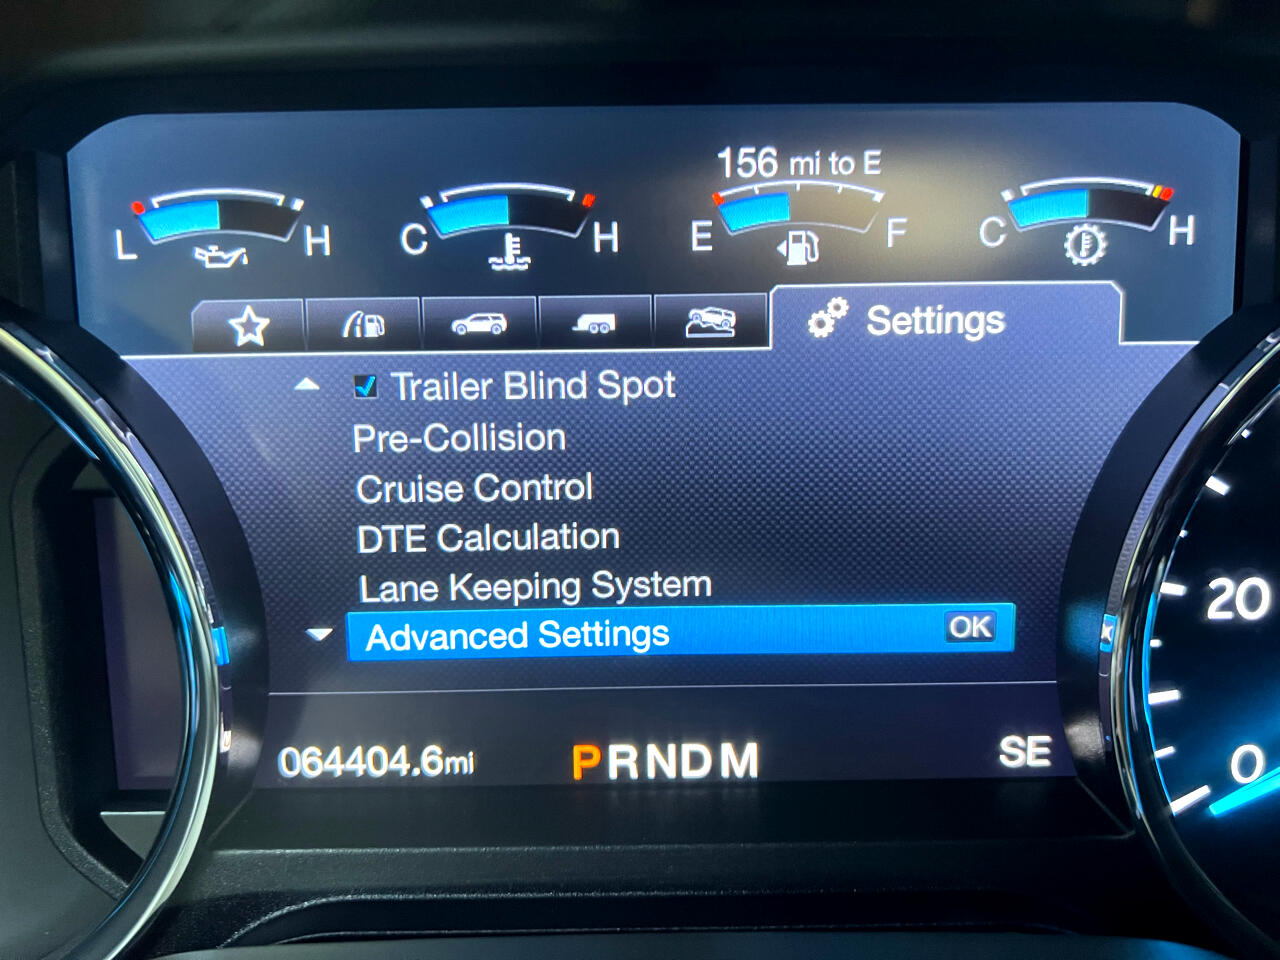 156 mi to E
L H C H E F C H
Settings
Trailer Blind Spot
Pre-Collision
Cruise Control
DTE Calculation
Lane Keeping System
Advanced Settings OK
20
0
064404.6mi PRNDM SE